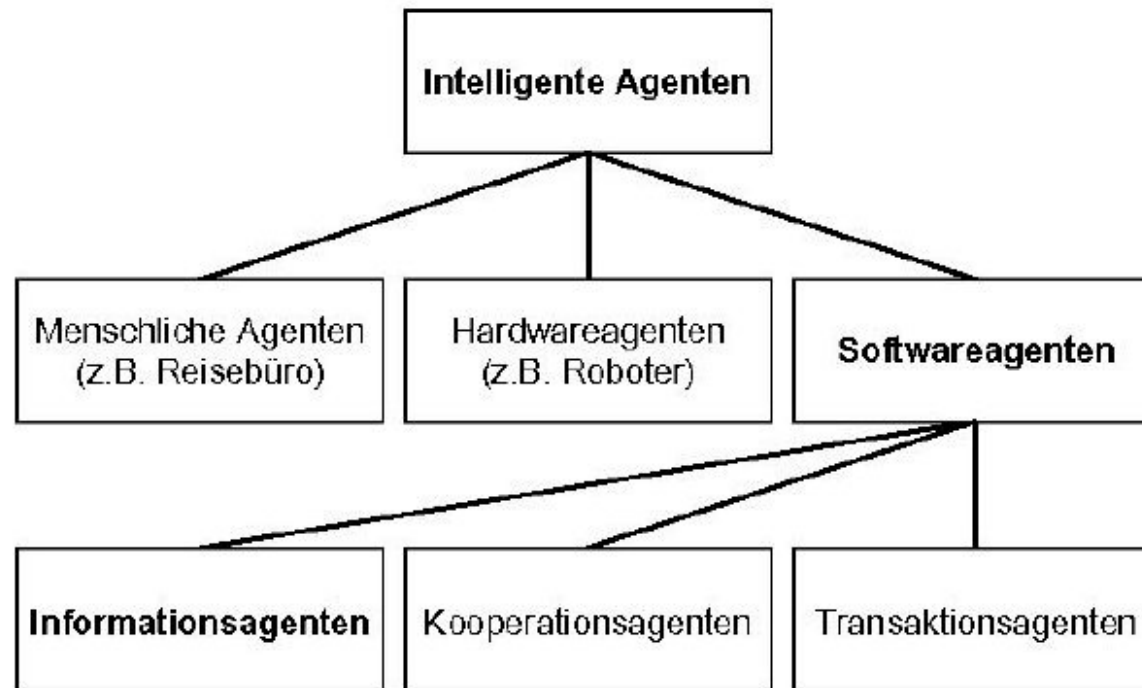 Intelligente Agenten
Menschliche Agenten
(z.B. Reisebüro)
Hardwareagenten
(z.B. Roboter)
Softwareagenten
Informationsagenten
Kooperationsagenten
Transaktionsagenten